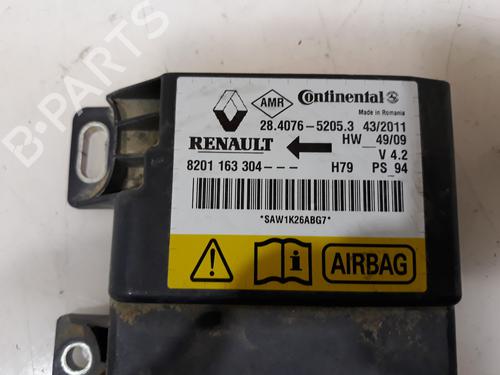 B-PARTS
AMR Continental
Made in Romania
28.4076-5205.3 43/2011
RENAULT HW_49/09
V 4.2
8201 163 304--- H79 PS_94
*SAW1K26ABG7*
AIRBAG